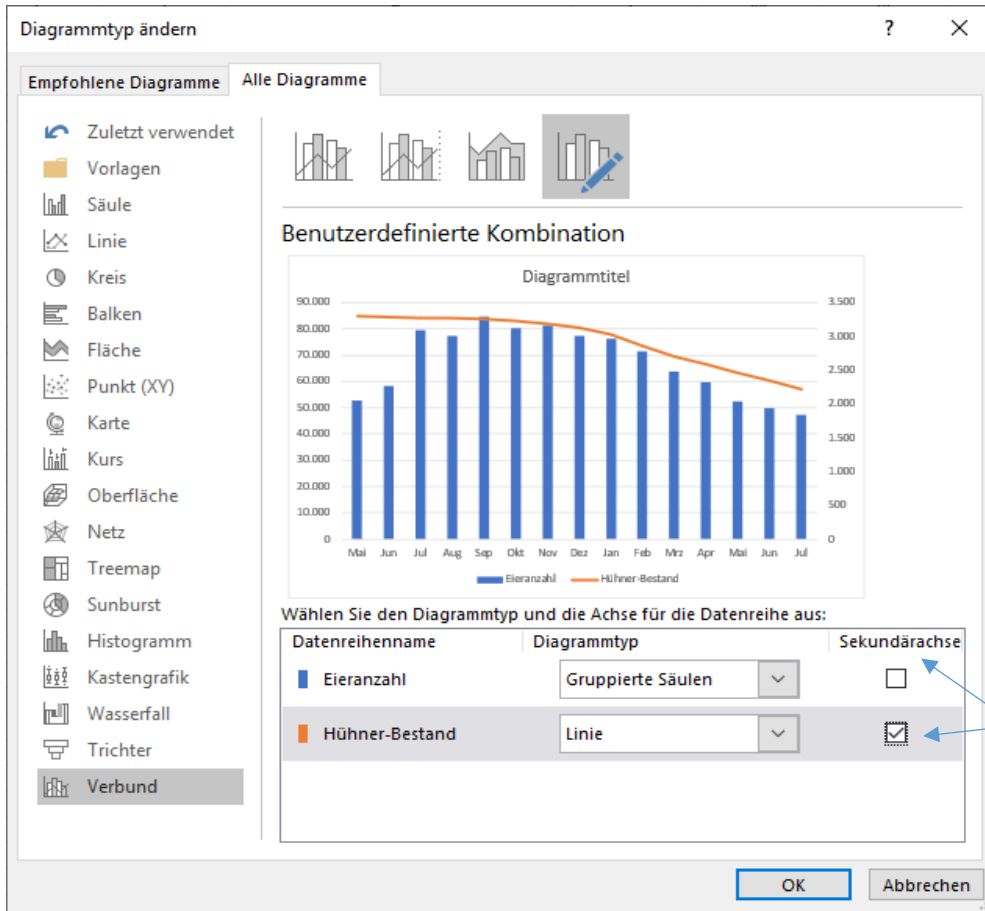 Diagrammtyp ändern ? ×
Empfohlene Diagramme Alle Diagramme
Zuletzt verwendet
Vorlagen
Säule
Linie
Kreis
Balken
Fläche
Punkt (XY)
Karte
Kurs
Oberfläche
Netz
Treemap
Sunburst
Histogramm
Kastengrafik
Wasserfall
Trichter
Verbund
Benutzerdefinierte Kombination
Diagrammtitel
90.000
80.000
70.000
60.000
50.000
40.000
30.000
20.000
10.000
0
3.500
3.000
2.500
2.000
1.500
1.000
500
0
Mai Jun Jul Aug Sep Okt Nov Dez Jan Feb Mrz Apr Mai Jun Jul
Eieranzahl Hühner-Bestand
Wählen Sie den Diagrammtyp und die Achse für die Datenreihe aus:
Datenreihenname Diagrammtyp Sekundärachse
Eieranzahl Gruppierte Säulen
Hühner-Bestand Linie
OK Abbrechen